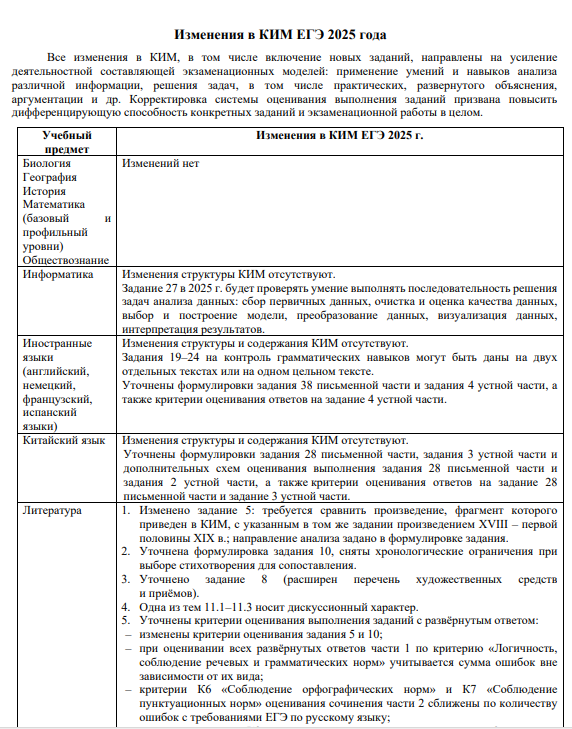 Изменения в КИМ ЕГЭ 2025 года
Все изменения в КИМ, в том числе включение новых заданий, направлены на усиление
деятельностной составляющей экзаменационных моделей: применение умений и навыков анализа
различной информации, решения задач, в том числе практических, развернутого объяснения,
аргументации и др. Корректировка системы оценивания выполнения заданий призвана повысить
дифференцирующую способность конкретных заданий и экзаменационной работы в целом.
Учебный
предмет
Изменения в КИМ ЕГЭ 2025 г.
Биология
География
История
Математика
(базовый и
профильный
уровни)
Обществознание
Изменений нет
Информатика
Изменения структуры КИМ отсутствуют.
Задание 27 в 2025 г. будет проверять умение выполнять последовательность решения
задач анализа данных: сбор первичных данных, очистка и оценка качества данных,
выбор и построение модели, преобразование данных, визуализация данных,
интерпретация результатов.
Иностранные
языки
(английский,
немецкий,
французский,
испанский
языки)
Изменения структуры и содержания КИМ отсутствуют.
Задания 19–24 на контроль грамматических навыков могут быть даны на двух
отдельных текстах или на одном цельном тексте.
Уточнены формулировки задания 38 письменной части и задания 4 устной части, а
также критерии оценивания ответов на задание 4 устной части.
Китайский язык
Изменения структуры и содержания КИМ отсутствуют.
Уточнены формулировки задания 28 письменной части, задания 3 устной части и
дополнительных схем оценивания выполнения задания 28 письменной части и
задания 2 устной части, а также критерии оценивания ответов на задание 28
письменной части и задание 3 устной части.
Литература
1. Изменено задание 5: требуется сравнить произведение, фрагмент которого
приведен в КИМ, с указанным в том же задании произведением XVIII – первой
половины XIX в.; направление анализа задано в формулировке задания.
2. Уточнена формулировка задания 10, сняты хронологические ограничения при
выборе стихотворения для сопоставления.
3. Уточнено задание 8 (расширен перечень художественных средств
и приёмов).
4. Одна из тем 11.1–11.3 носит дискуссионный характер.
5. Уточнены критерии оценивания выполнения заданий с развёрнутым ответом:
– изменены критерии оценивания задания 5 и 10;
– при оценивании всех развёрнутых ответов части 1 по критерию «Логичность,
соблюдение речевых и грамматических норм» учитывается сумма ошибок вне
зависимости от их вида;
– критерии К6 «Соблюдение орфографических норм» и К7 «Соблюдение
пунктуационных норм» оценивания сочинения части 2 сближены по количеству
ошибок с требованиями ЕГЭ по русскому языку;